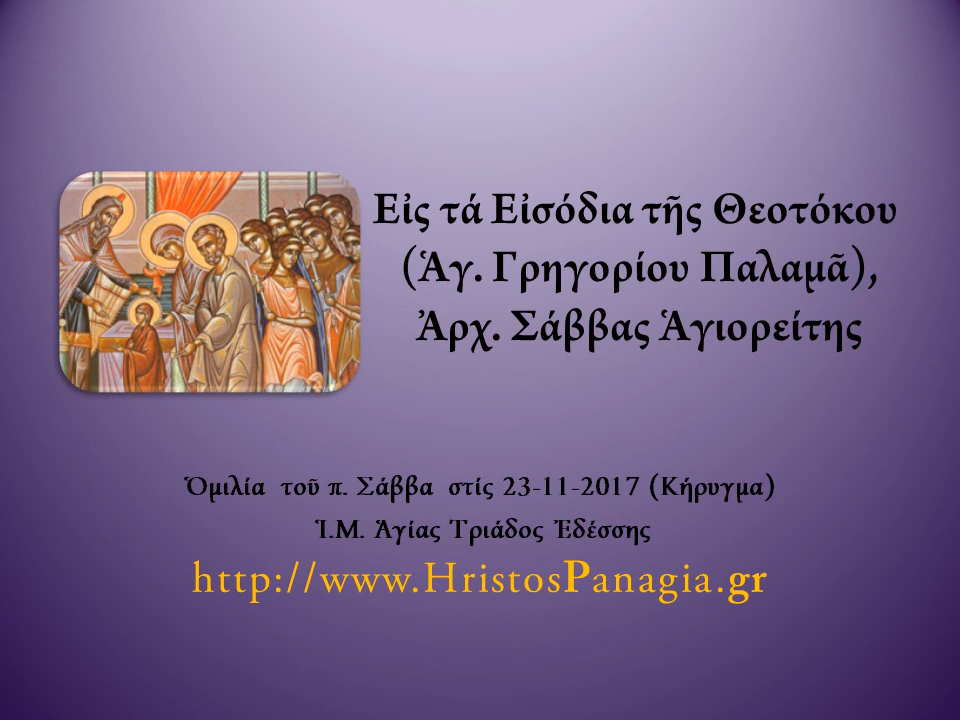 Εἰς τά Εἰσόδια τῆς Θεοτόκου
(Ἁγ. Γρηγορίου Παλαμᾶ),
Ἀρχ. Σάββας Ἁγιορείτης
Ὁμιλία τοῦ π. Σάββα στίς 23-11-2017 (Κήρυγμα)
Ἱ.Μ. Ἁγίας Τριάδος Ἐδέσσης
http://www.HristosPanagia.gr